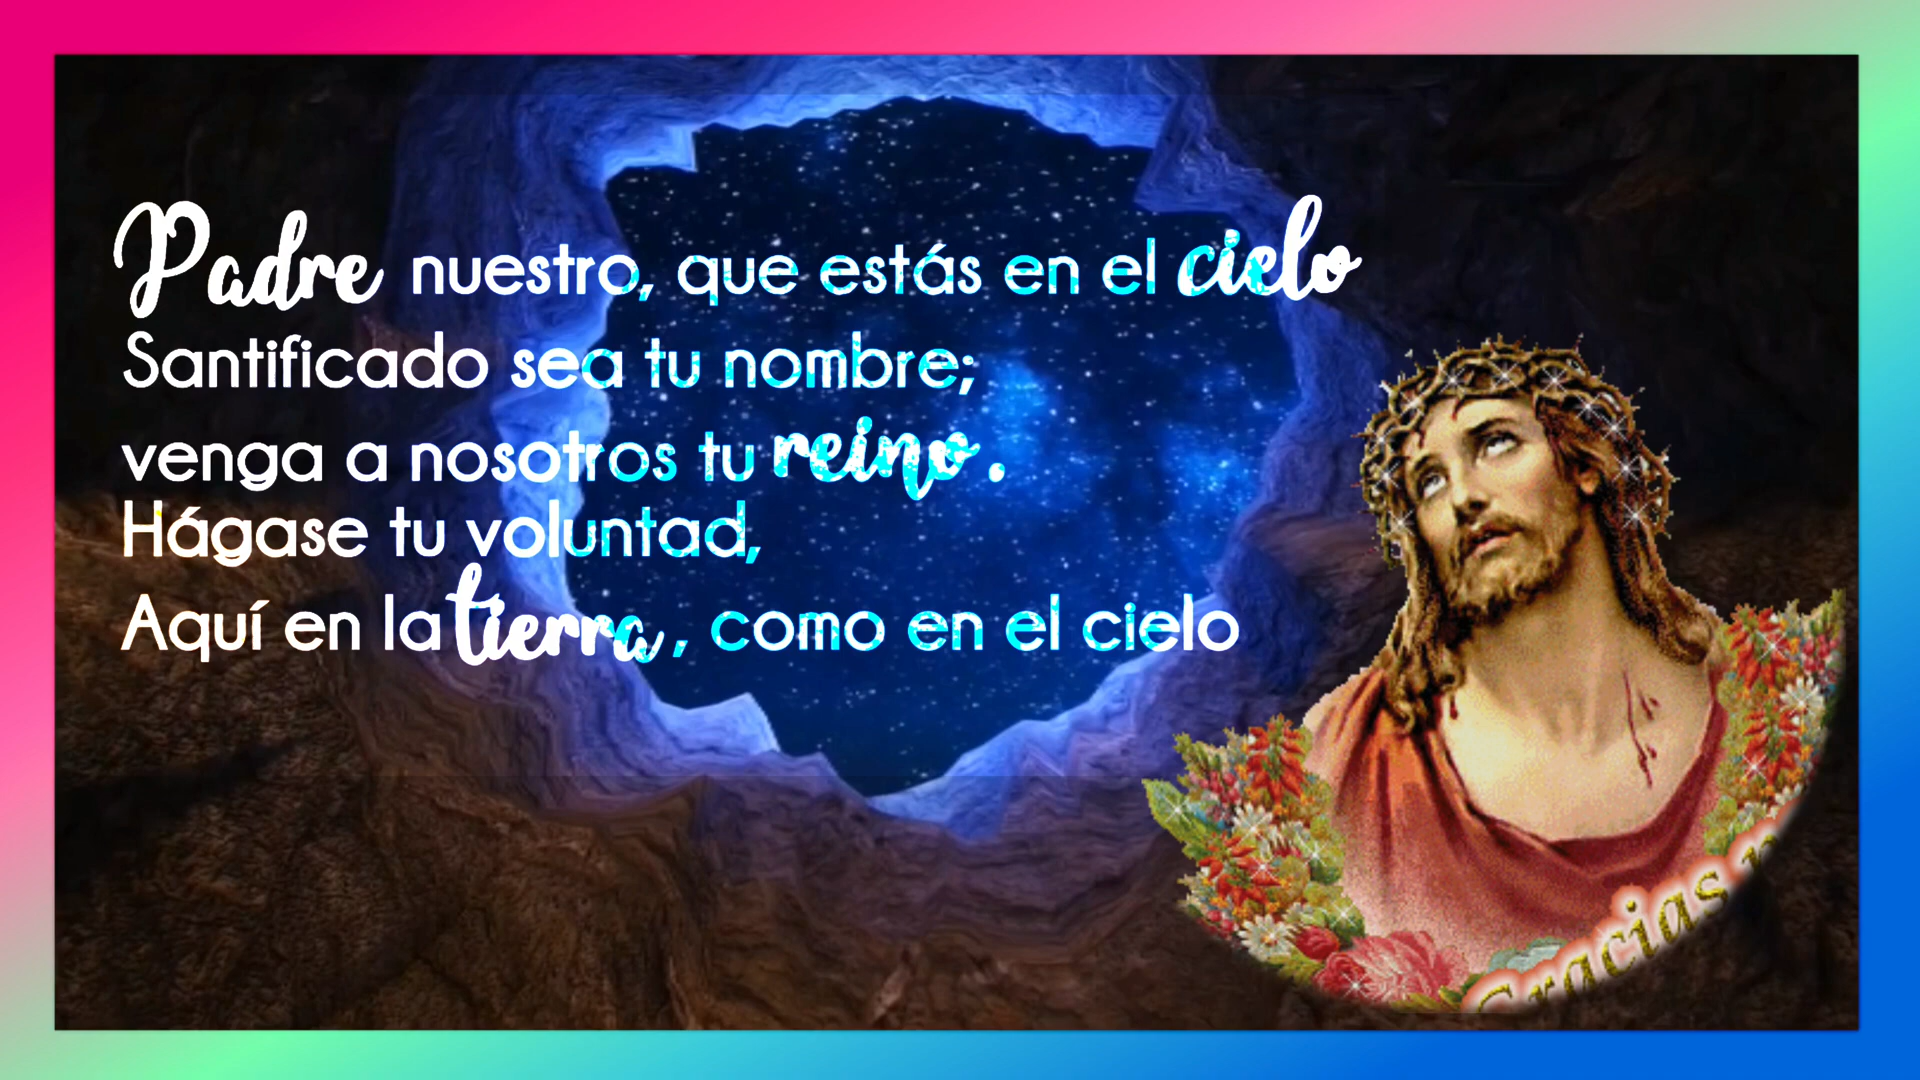 Padre nuestro, que estás en el cielo
Santificado sea tu nombre;
venga a nosotros tu reino.
Hágase tu voluntad,
Aquí en la tierra, como en el cielo
Gracias